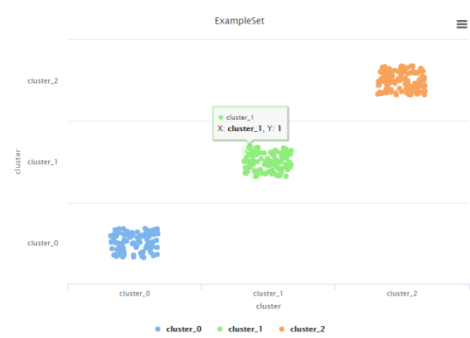 ExampleSet
cluster_2
cluster_1
X: cluster_1, Y: 1
cluster_1
cluster
cluster_0
cluster_0 cluster_1 cluster_2
cluster
cluster_0 cluster_1 cluster_2